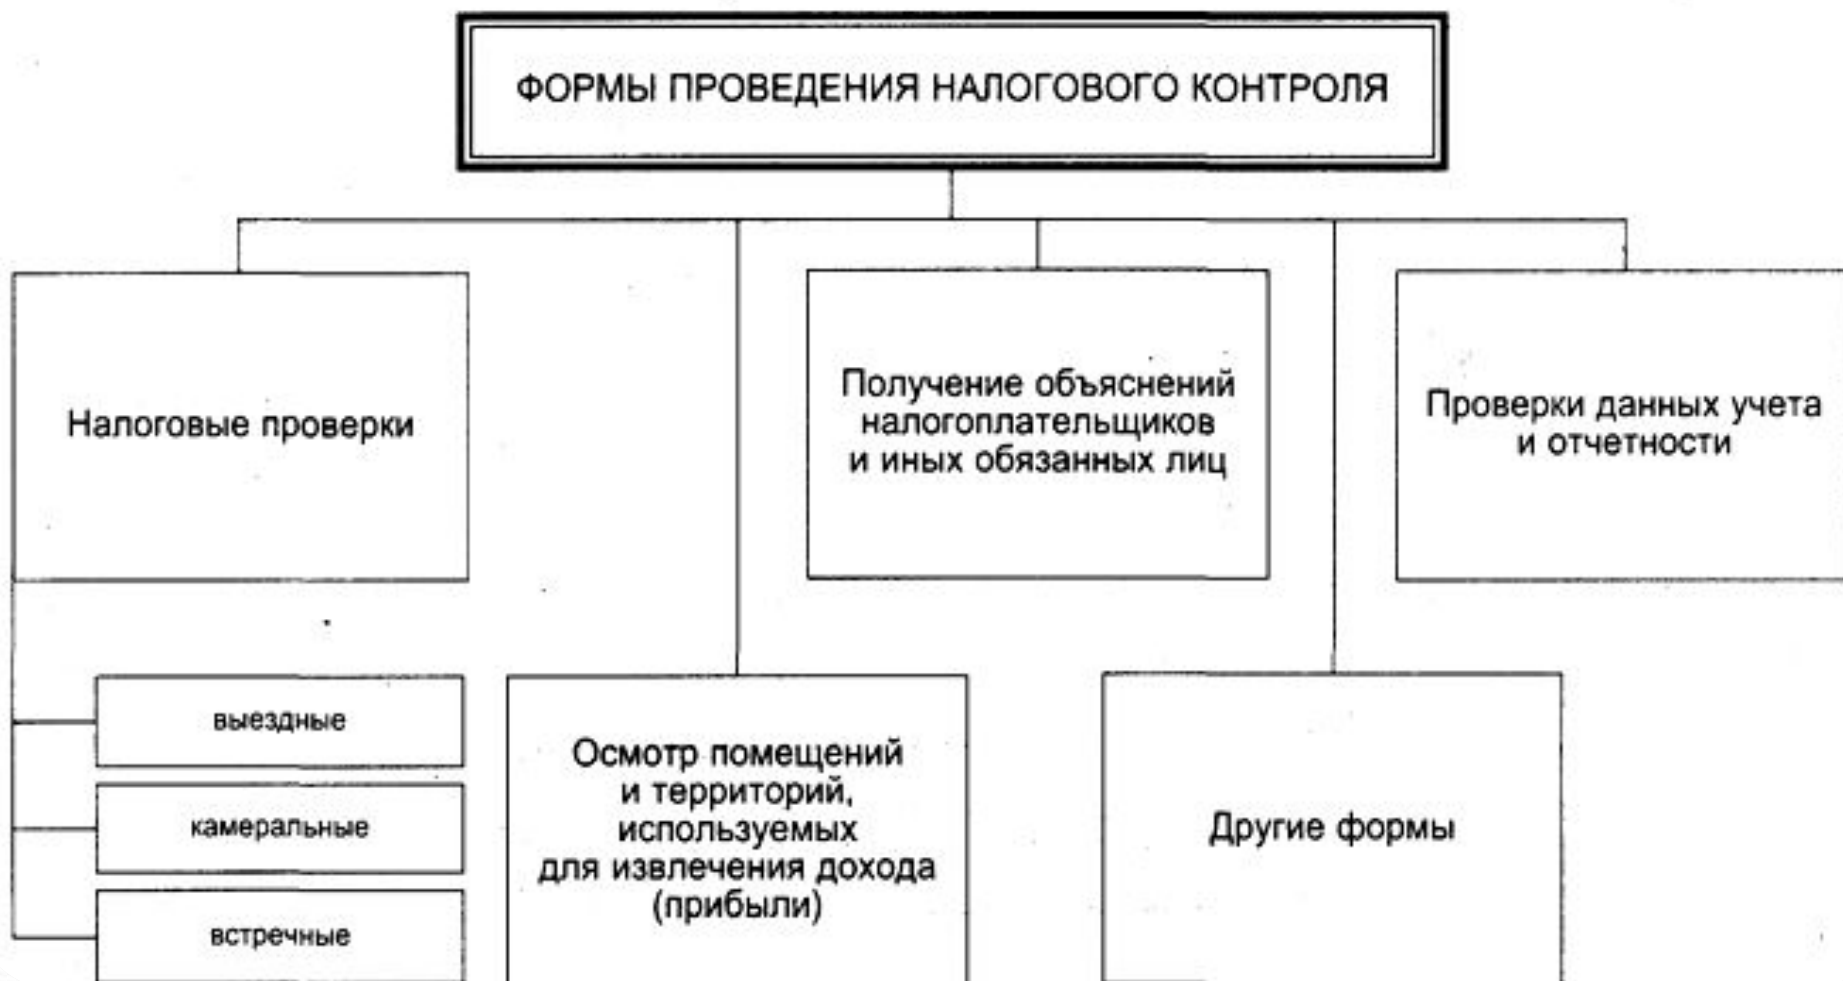 ФОРМЫ ПРОВЕДЕНИЯ НАЛОГОВОГО КОНТРОЛЯ
Налоговые проверки
Получение объяснений
налогоплательщиков
и иных обязанных лиц
Проверки данных учета
и отчетности
выездные
камеральные
встречные
Осмотр помещений
и территорий,
используемых
для извлечения дохода
(прибыли)
Другие формы